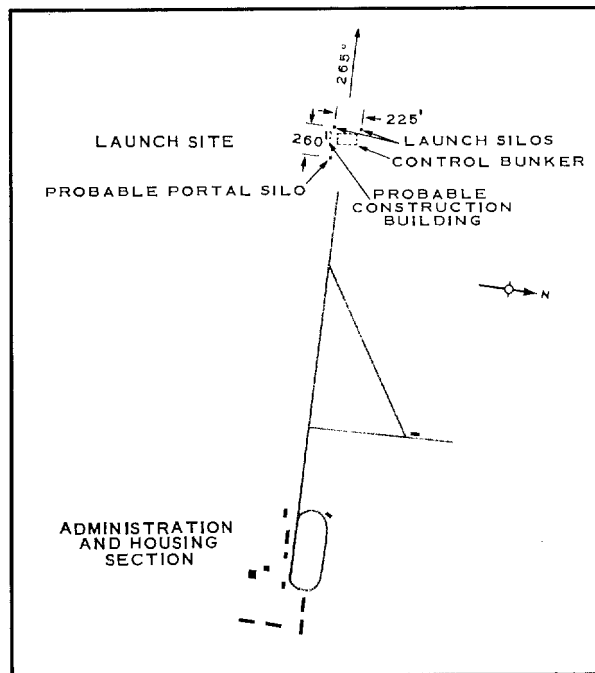 265°
225'
LAUNCH SITE
260'
LAUNCH SILOS
CONTROL BUNKER
PROBABLE PORTAL SILO
PROBABLE
CONSTRUCTION
BUILDING
N
ADMINISTRATION
AND HOUSING
SECTION